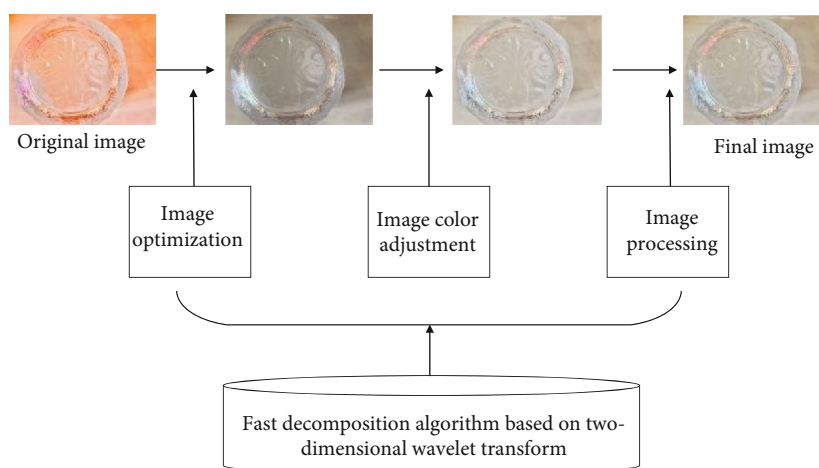 Original image
Final image
Image
optimization
Image color
adjustment
Image
processing
Fast decomposition algorithm based on two-
dimensional wavelet transform